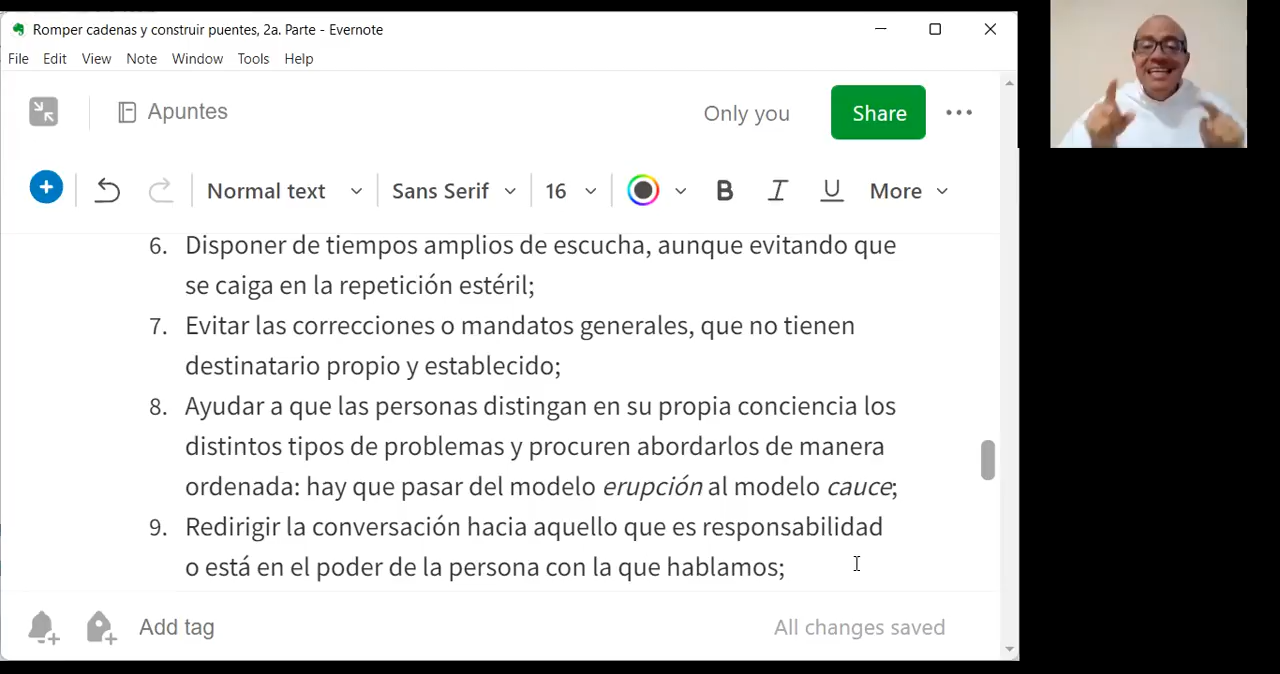 Romper cadenas y construir puentes, 2a. Parte - Evernote
File Edit View Note Window Tools Help
Apuntes
Only you
Share
Normal text
Sans Serif
16
B I U More
6. Disponer de tiempos amplios de escucha, aunque evitando que
se caiga en la repetición estéril;
7. Evitar las correcciones o mandatos generales, que no tienen
destinatario propio y establecido;
8. Ayudar a que las personas distingan en su propia conciencia los
distintos tipos de problemas y procuren abordarlos de manera
ordenada: hay que pasar del modelo erupción al modelo cauce;
9. Redirigir la conversación hacia aquello que es responsabilidad
o está en el poder de la persona con la que hablamos;
Add tag
All changes saved